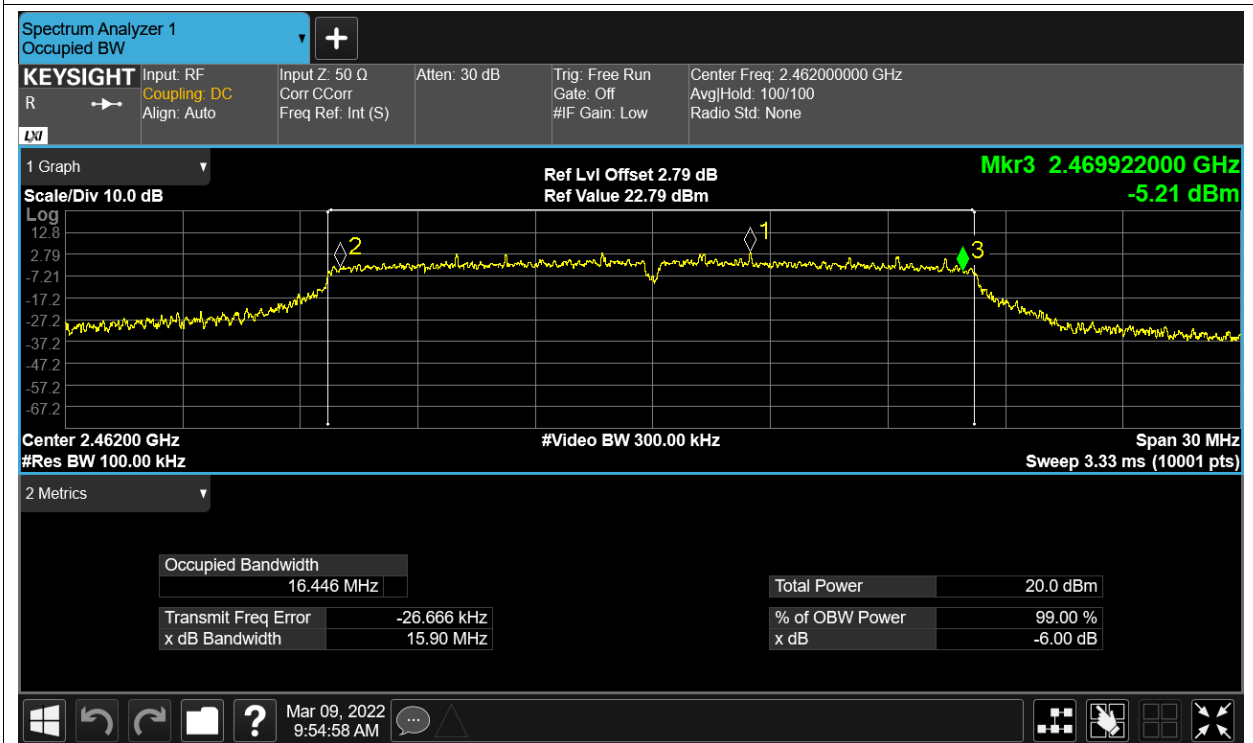 Spectrum Analyzer 1
Occupied BW
KEYSIGHT
R
LXI
Input: RF
Coupling: DC
Align: Auto
Input Z: 50 Ω
Corr CCorr
Freq Ref: Int (S)
Atten: 30 dB
Trig: Free Run
Gate: Off
#IF Gain: Low
Center Freq: 2.462000000 GHz
Avg|Hold: 100/100
Radio Std: None
1 Graph
Scale/Div 10.0 dB
Ref Lvl Offset 2.79 dB
Ref Value 22.79 dBm
Mkr3 2.469922000 GHz
-5.21 dBm
Log
12.8
2.79
-7.21
-17.2
-27.2
-37.2
-47.2
-57.2
-67.2
2
1
3
Center 2.46200 GHz
#Video BW 300.00 kHz
Span 30 MHz
#Res BW 100.00 kHz
Sweep 3.33 ms (10001 pts)
2 Metrics
Occupied Bandwidth
16.446 MHz
Total Power 20.0 dBm
Transmit Freq Error -26.666 kHz
% of OBW Power 99.00 %
x dB Bandwidth 15.90 MHz
x dB -6.00 dB
?
Mar 09, 2022
9:54:58 AM